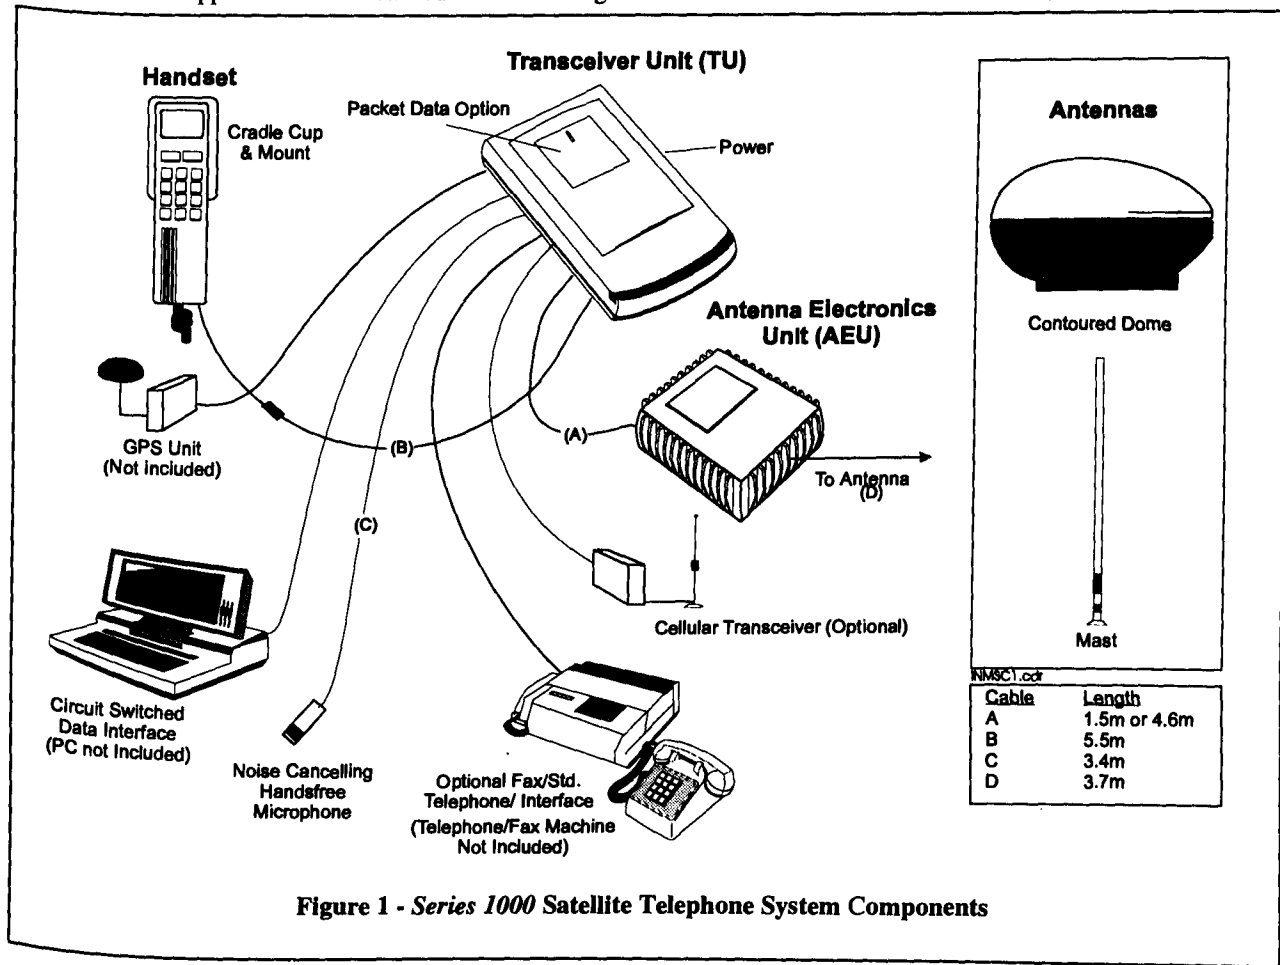 Transceiver Unit (TU)
Handset
Packet Data Option
Cradle Cup
& Mount
Power
Antennas
Antenna Electronics
Unit (AEU)
Contoured Dome
GPS Unit
(Not included)
(B)
(A)
To Antenna
(D)
(C)
Cellular Transceiver (Optional)
Mast
NMSC1.cdr
Cable Length
A 1.5m or 4.6m
B 5.5m
C 3.4m
D 3.7m
Circuit Switched
Data Interface
(PC not Included)
Noise Cancelling
Handsfree
Microphone
Optional Fax/Std.
Telephone/ Interface
(Telephone/Fax Machine
Not Included)
Figure 1 - Series 1000 Satellite Telephone System Components